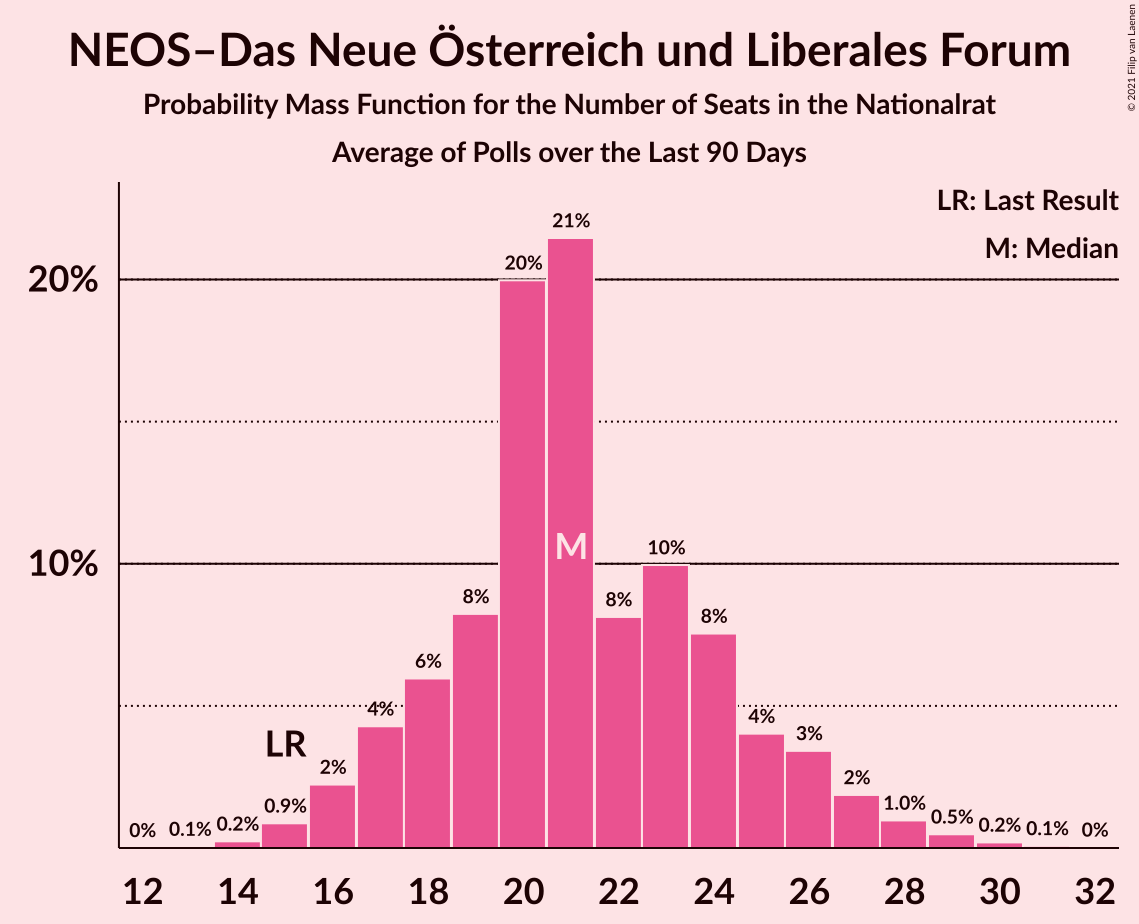 NEOS–Das Neue Österreich und Liberales Forum
Probability Mass Function for the Number of Seats in the Nationalrat
Average of Polls over the Last 90 Days
© 2021 Filip van Laenen
LR: Last Result
M: Median
20%
10%
0%
0.1%
0.2%
0.9%
LR
2%
4%
6%
8%
20%
21%
M
8%
10%
8%
4%
3%
2%
1.0%
0.5%
0.2%
0.1%
0%
12 14 16 18 20 22 24 26 28 30 32